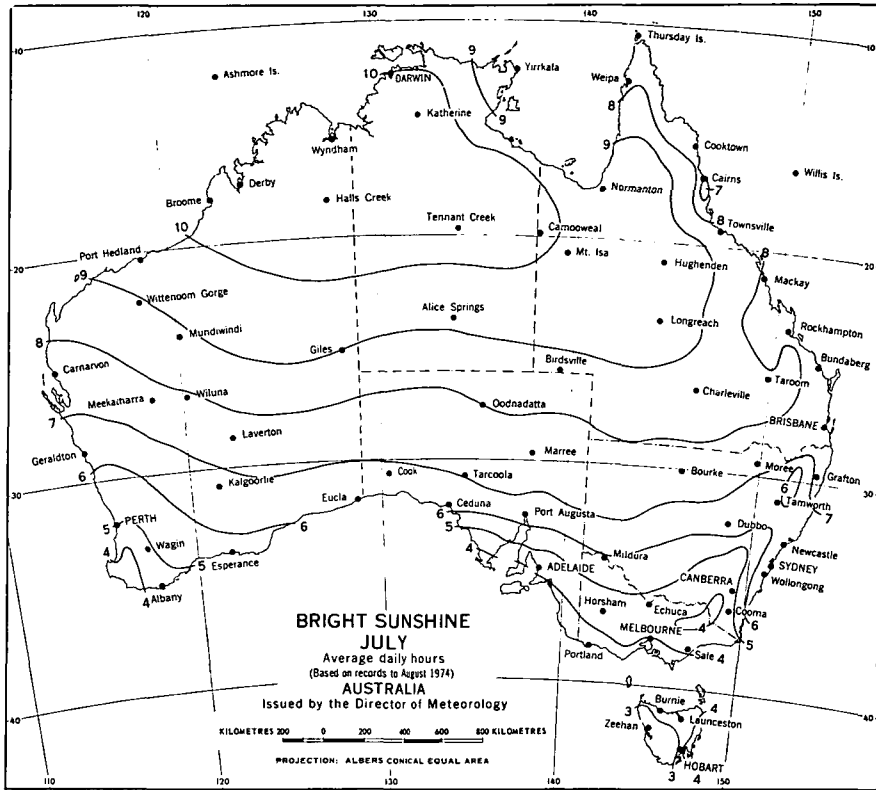 120
130
140
150
10
10
Thursday Is.
9
Yirrkala
Ashmore Is.
10
DARWIN
Weipa
Katherine
8
9
Cooktown
Wyndham
9
Cairns
Willis Is.
Derby
7
Broome
Halls Creek
Normanton
10
Tennant Creek
Camooweal
8
Townsville
Port Hedland
Mt. Isa
8
20
20
9
Hughenden
Mackay
Wittenoom Gorge
Alice Springs
Mundiwindi
Longreach
Rockhampton
8
Giles
Birdsville
Bundaberg
Carnarvon
Taroom
Meekatharra
Wiluna
Oodnadatta
Charleville
7
BRISBANE
Laverton
Geraldton
Marree
Moree
6
Kalgoorlie
Cook
Tarcoola
Bourke
6
Grafton
30
30
Eucla
Ceduna
Tamworth
5
PERTH
6
6
Port Augusta
7
Dubbo
Wagin
5
Newcastle
4
5
Esperance
4
Mildura
SYDNEY
ADELAIDE
CANBERRA
Wollongong
4
Albany
Horsham
Echuca
4
Cooma
6
MELBOURNE
5
Portland
Sale
4
BRIGHT SUNSHINE
JULY
Average daily hours
(Based on records to August 1974)
AUSTRALIA
Issued by the Director of Meteorology
KILOMETRES 200 0 200 400 600 800 KILOMETRES
PROJECTION: ALBERS CONICAL EQUAL AREA
Burnie
4
3
Launceston
Zeehan
40
40
HOBART
3
4
110
120
130
140
150